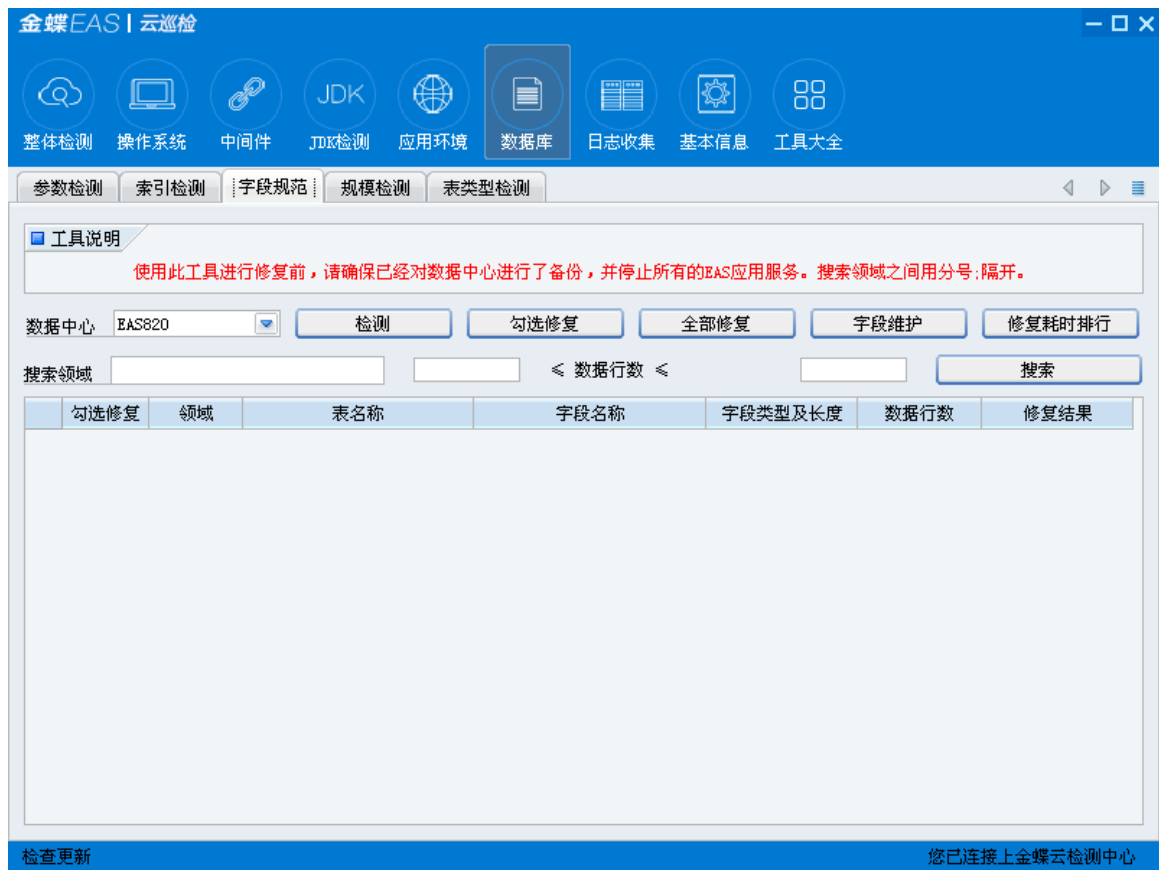 金蝶EAS | 云巡检
JDK
整体检测 操作系统 中间件 JDK检测 应用环境 数据库 日志收集 基本信息 工具大全
参数检测 索引检测 字段规范 规模检测 表类型检测
工具说明
使用此工具进行修复前，请确保已经对数据中心进行了备份，并停止所有的EAS应用服务。搜索领域之间用分号;隔开。
数据中心 EAS820 检测 勾选修复 全部修复 字段维护 修复耗时排行
搜索领域 ≤ 数据行数 ≤ 搜索
勾选修复 领域 表名称 字段名称 字段类型及长度 数据行数 修复结果
检查更新 您已连接上金蝶云检测中心